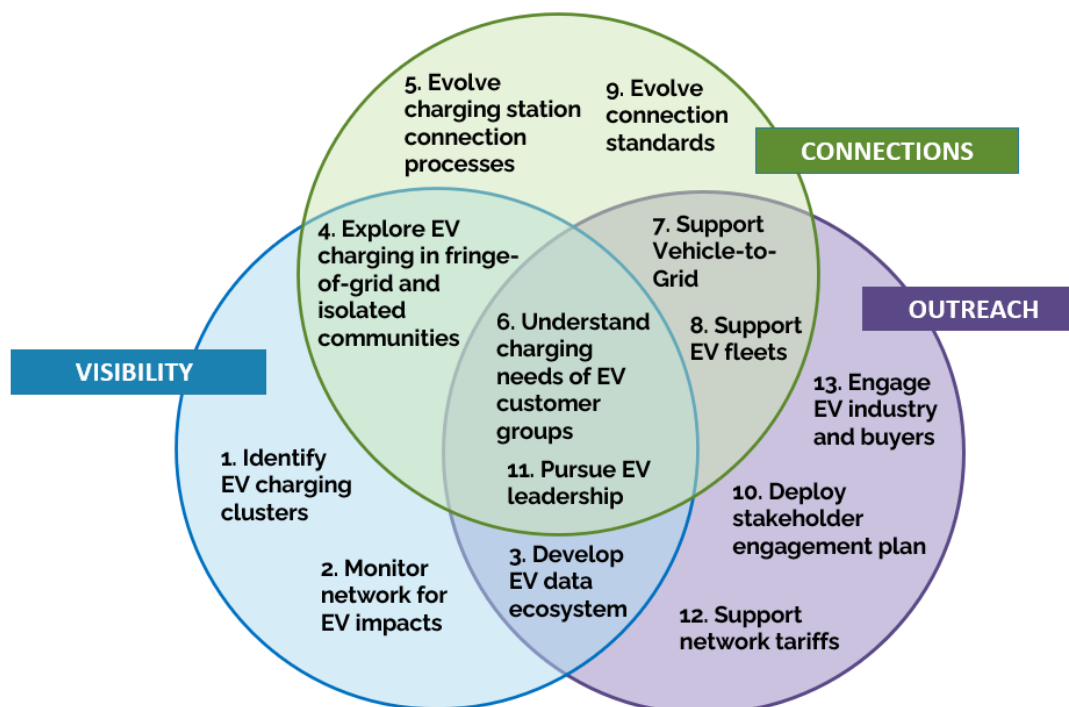 5. Evolve
charging station
connection
processes
9. Evolve
connection
standards
CONNECTIONS
4. Explore EV
charging in fringe-
of-grid and
isolated
communities
7. Support
Vehicle-to-
Grid
OUTREACH
6. Understand
charging
needs of EV
customer
groups
8. Support
EV fleets
VISIBILITY
13. Engage
EV industry
and buyers
1. Identify
EV charging
clusters
11. Pursue EV
leadership
10. Deploy
stakeholder
engagement plan
2. Monitor
network for
EV impacts
3. Develop
EV data
ecosystem
12. Support
network tariffs